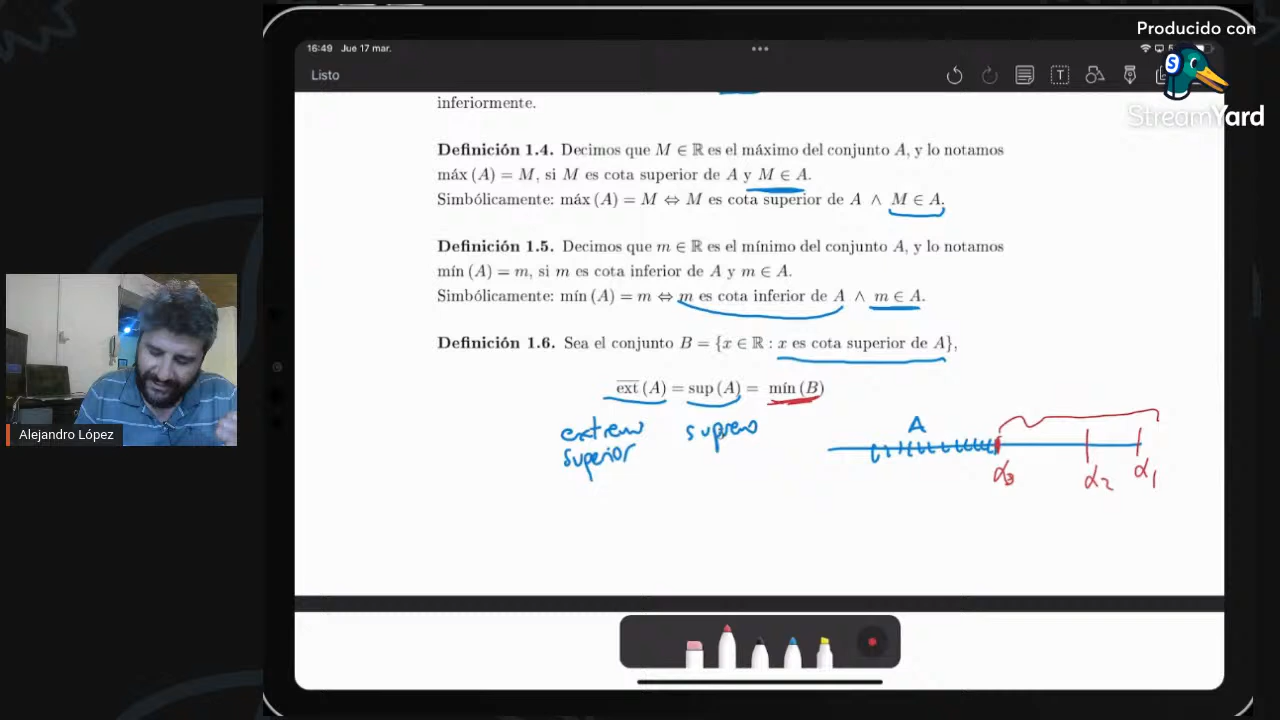 Producido con
StreamYard
16:49 Jue 17 mar.
Listo
T
inferiormente.
Definición 1.4. Decimos que M ∈ ℝ es el máximo del conjunto A, y lo notamos
máx (A) = M, si M es cota superior de A y M ∈ A.
Simbólicamente: máx (A) = M ⇔ M es cota superior de A ∧ M ∈ A.
Definición 1.5. Decimos que m ∈ ℝ es el mínimo del conjunto A, y lo notamos
mín (A) = m, si m es cota inferior de A y m ∈ A.
Simbólicamente: mín (A) = m ⇔ m es cota inferior de A ∧ m ∈ A.
Definición 1.6. Sea el conjunto B = {x ∈ ℝ : x es cota superior de A},
e̅x̅t̅ (A) = sup (A) = mín (B)
extremo supremo
superior
A
α₃ α₂ α₁
Alejandro López